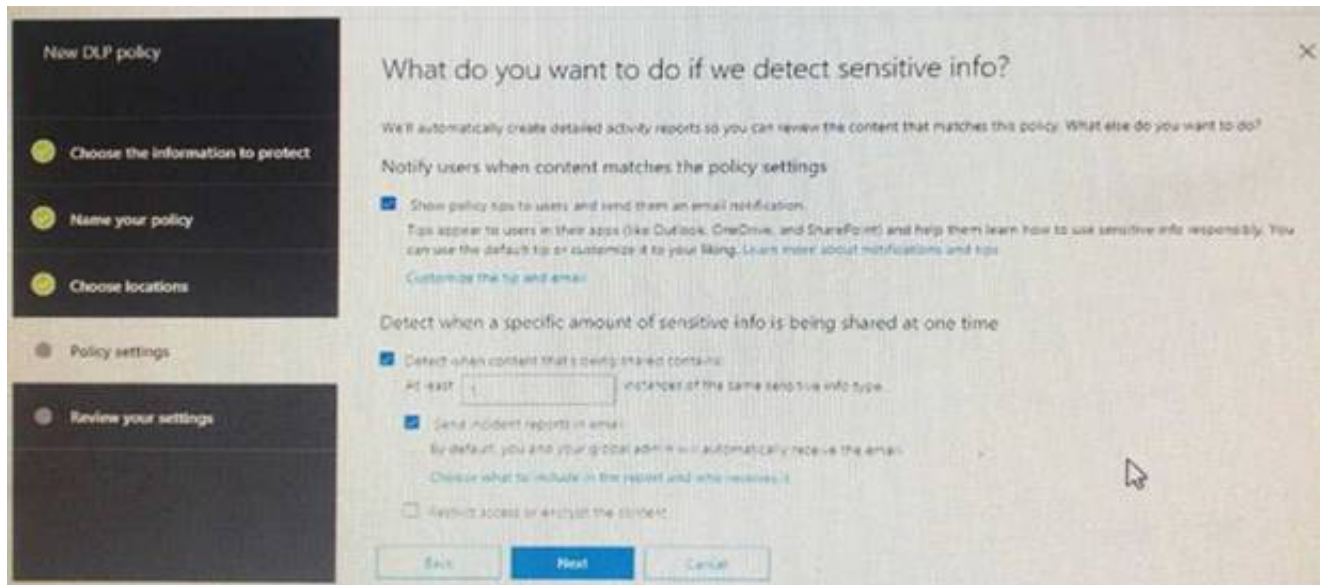 New DLP policy
Choose the information to protect
Name your policy
Choose locations
Policy settings
Review your settings
What do you want to do if we detect sensitive info?
We'll automatically create detailed activity reports so you can review the content that matches this policy. What else do you want to do?
Notify users when content matches the policy settings
Show policy tips to users and send them an email notification.
Tips appear to users in their apps (like Outlook, OneDrive, and SharePoint) and help them learn how to use sensitive info responsibly. You
can use the default tip or customize it to your liking. Learn more about notifications and tips
Customize the tip and email
Detect when a specific amount of sensitive info is being shared at one time
Detect when content that's being shared contains:
At least instances of the same sensitive info type.
Send incident reports in email
By default, you and your global admin will automatically receive the email.
Choose what to include in the report and who receives it
Restrict access or encrypt the content
Back
Next
Cancel